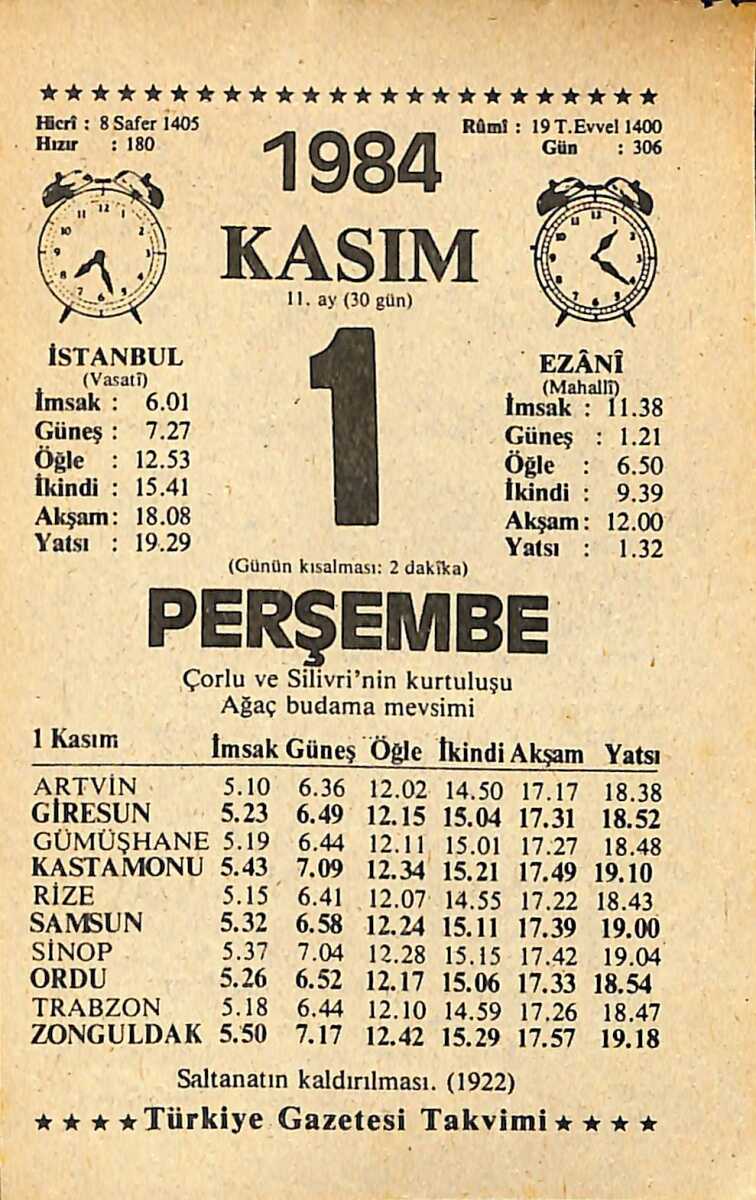 ★★★★★★★★★★★★★★★★★★★★★★★★
Hicrî : 8 Safer 1405
Hızır : 180
Rûmî : 19 T.Evvel 1400
Gün : 306
1984
KASIM
11. ay (30 gün)
1
İSTANBUL
(Vasatî)
İmsak : 6.01
Güneş : 7.27
Öğle : 12.53
İkindi : 15.41
Akşam: 18.08
Yatsı : 19.29
EZÂNÎ
(Mahallî)
İmsak : 11.38
Güneş : 1.21
Öğle : 6.50
İkindi : 9.39
Akşam: 12.00
Yatsı : 1.32
(Günün kısalması: 2 dakîka)
PERŞEMBE
Çorlu ve Silivri'nin kurtuluşu
Ağaç budama mevsimi
1 Kasım İmsak Güneş Öğle İkindi Akşam Yatsı
ARTVİN 5.10 6.36 12.02 14.50 17.17 18.38
GİRESUN 5.23 6.49 12.15 15.04 17.31 18.52
GÜMÜŞHANE 5.19 6.44 12.11 15.01 17.27 18.48
KASTAMONU 5.43 7.09 12.34 15.21 17.49 19.10
RİZE 5.15 6.41 12.07 14.55 17.22 18.43
SAMSUN 5.32 6.58 12.24 15.11 17.39 19.00
SİNOP 5.37 7.04 12.28 15.15 17.42 19.04
ORDU 5.26 6.52 12.17 15.06 17.33 18.54
TRABZON 5.18 6.44 12.10 14.59 17.26 18.47
ZONGULDAK 5.50 7.17 12.42 15.29 17.57 19.18
Saltanatın kaldırılması. (1922)
★★★★Türkiye Gazetesi Takvimi★★★★